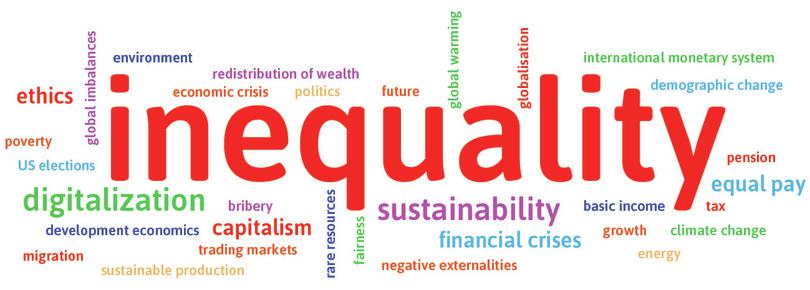 global warming
globalisation
global imbalances
environment
international monetary system
redistribution of wealth
demographic change
ethics
economic crisis
politics
future
inequality
poverty
US elections
pension
equal pay
digitalization
bribery
sustainability
basic income
tax
rare resources
fairness
development economics
capitalism
financial crises
growth
climate change
trading markets
migration
energy
sustainable production
negative externalities